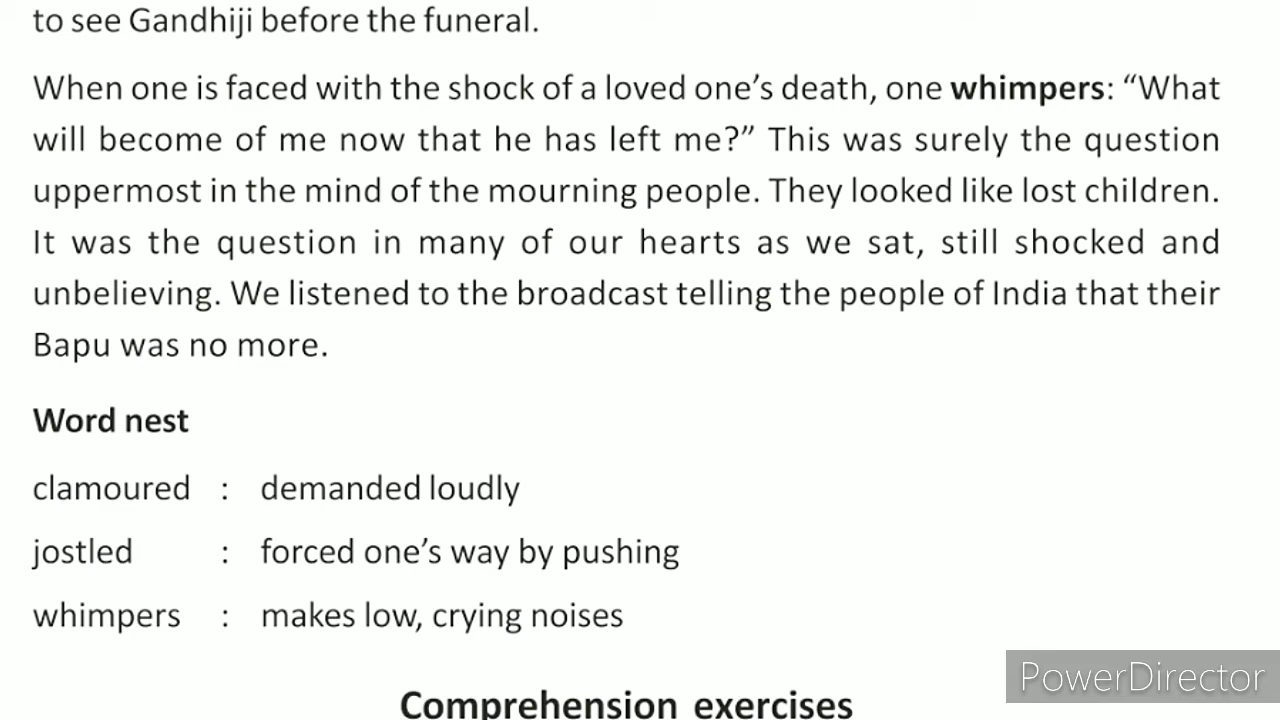 to see Gandhiji before the funeral.
When one is faced with the shock of a loved one’s death, one whimpers: “What
will become of me now that he has left me?” This was surely the question
uppermost in the mind of the mourning people. They looked like lost children.
It was the question in many of our hearts as we sat, still shocked and
unbelieving. We listened to the broadcast telling the people of India that their
Bapu was no more.
Word nest
clamoured : demanded loudly
jostled : forced one’s way by pushing
whimpers : makes low, crying noises
PowerDirector
Comprehension exercises